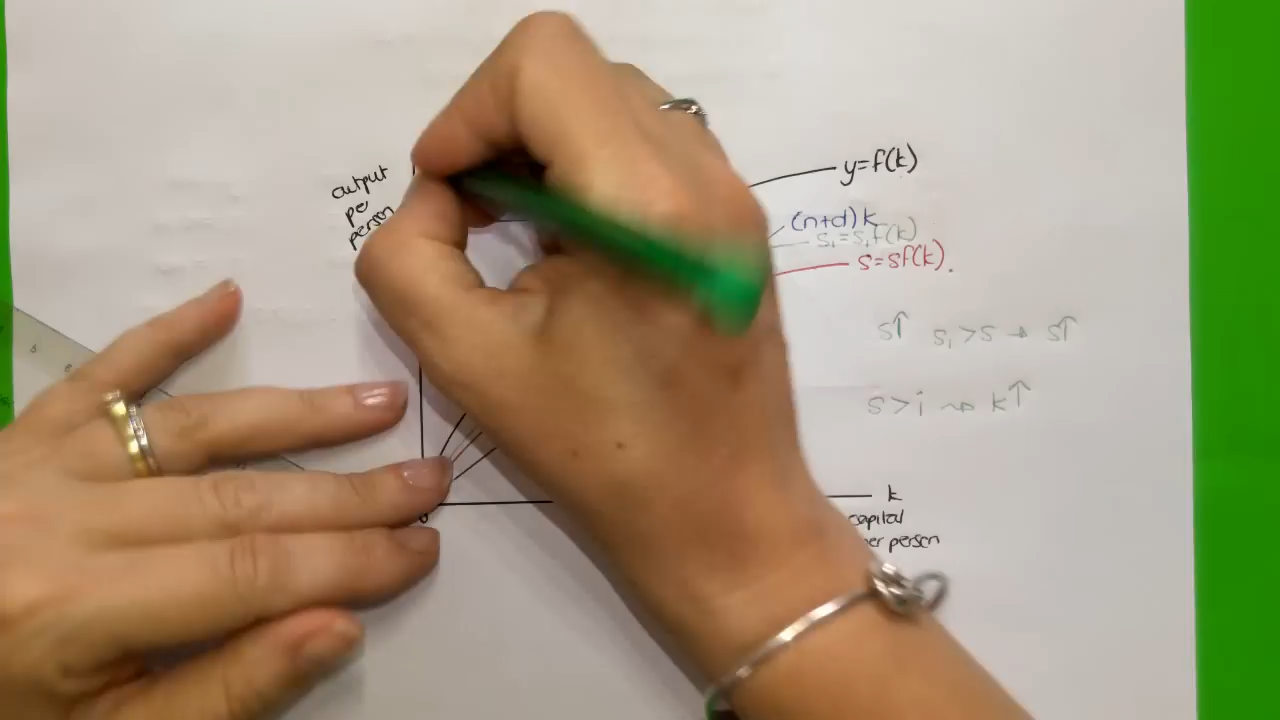 output
per
person
y=f(k)
(n+d)k
s₁=s₁f(k)
s=sf(k).
s↑ s₁>s → s↑
s>i ⇝ k↑
k
capital
per person